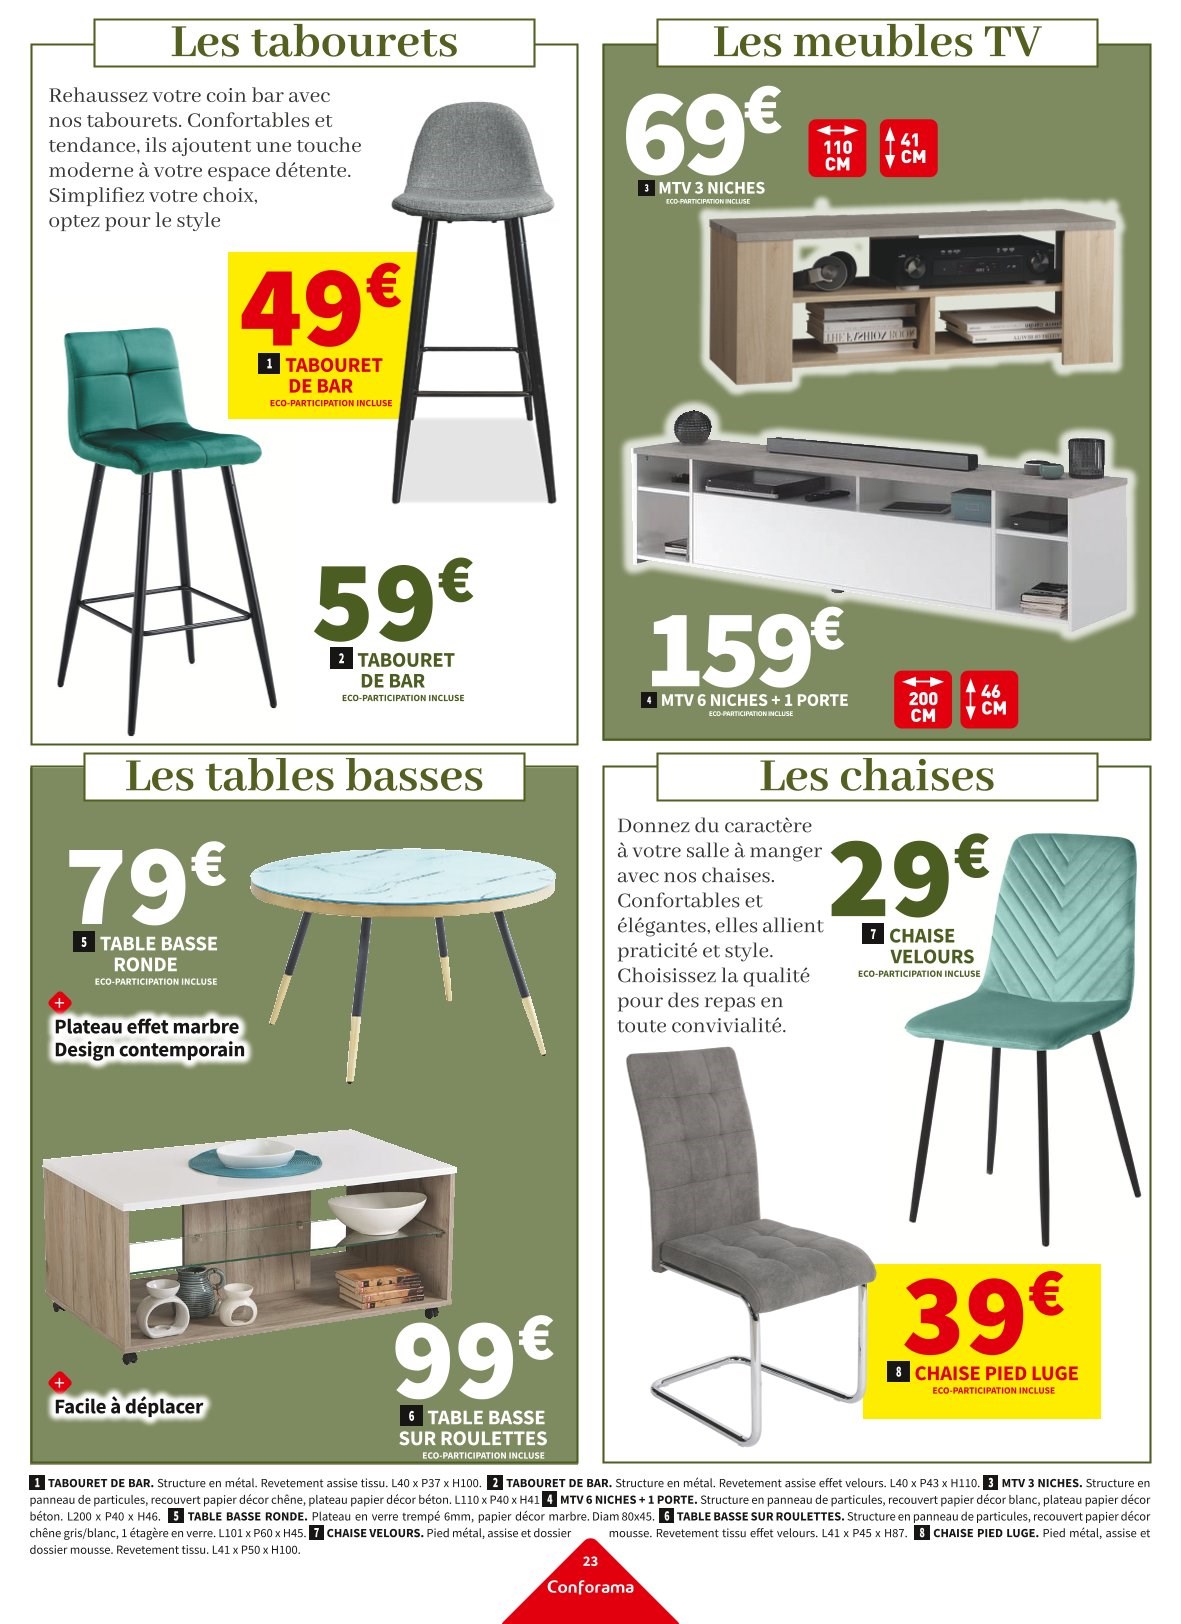 Les tabourets
Rehaussez votre coin bar avec
nos tabourets. Confortables et
tendance, ils ajoutent une touche
moderne à votre espace détente.
Simplifiez votre choix,
optez pour le style
49€
1 TABOURET
DE BAR
ECO-PARTICIPATION INCLUSE
59€
2 TABOURET
DE BAR
ECO-PARTICIPATION INCLUSE
Les meubles TV
69€
110
CM
41
CM
3 MTV 3 NICHES
ECO-PARTICIPATION INCLUSE
159€
4 MTV 6 NICHES + 1 PORTE
ECO-PARTICIPATION INCLUSE
200
CM
46
CM
Les tables basses
79€
5 TABLE BASSE
RONDE
ECO-PARTICIPATION INCLUSE
+
Plateau effet marbre
Design contemporain
99€
+
Facile à déplacer
6 TABLE BASSE
SUR ROULETTES
ECO-PARTICIPATION INCLUSE
Les chaises
Donnez du caractère
à votre salle à manger
avec nos chaises.
Confortables et
élégantes, elles allient
praticité et style.
Choisissez la qualité
pour des repas en
toute convivialité.
29€
7 CHAISE
VELOURS
ECO-PARTICIPATION INCLUSE
39€
8 CHAISE PIED LUGE
ECO-PARTICIPATION INCLUSE
1 TABOURET DE BAR. Structure en métal. Revetement assise tissu. L40 x P37 x H100. 2 TABOURET DE BAR. Structure en métal. Revetement assise effet velours. L40 x P43 x H110. 3 MTV 3 NICHES. Structure en
panneau de particules, recouvert papier décor chêne, plateau papier décor béton. L110 x P40 x H41 4 MTV 6 NICHES + 1 PORTE. Structure en panneau de particules, recouvert papier décor blanc, plateau papier décor
béton. L200 x P40 x H46. 5 TABLE BASSE RONDE. Plateau en verre trempé 6mm, papier décor marbre. Diam 80x45. 6 TABLE BASSE SUR ROULETTES. Structure en panneau de particules, recouvert papier décor
chêne gris/blanc, 1 étagère en verre. L101 x P60 x H45. 7 CHAISE VELOURS. Pied métal, assise et dossier mousse. Revetement tissu effet velours. L41 x P45 x H87. 8 CHAISE PIED LUGE. Pied métal, assise et
dossier mousse. Revetement tissu. L41 x P50 x H100.
23
Conforama